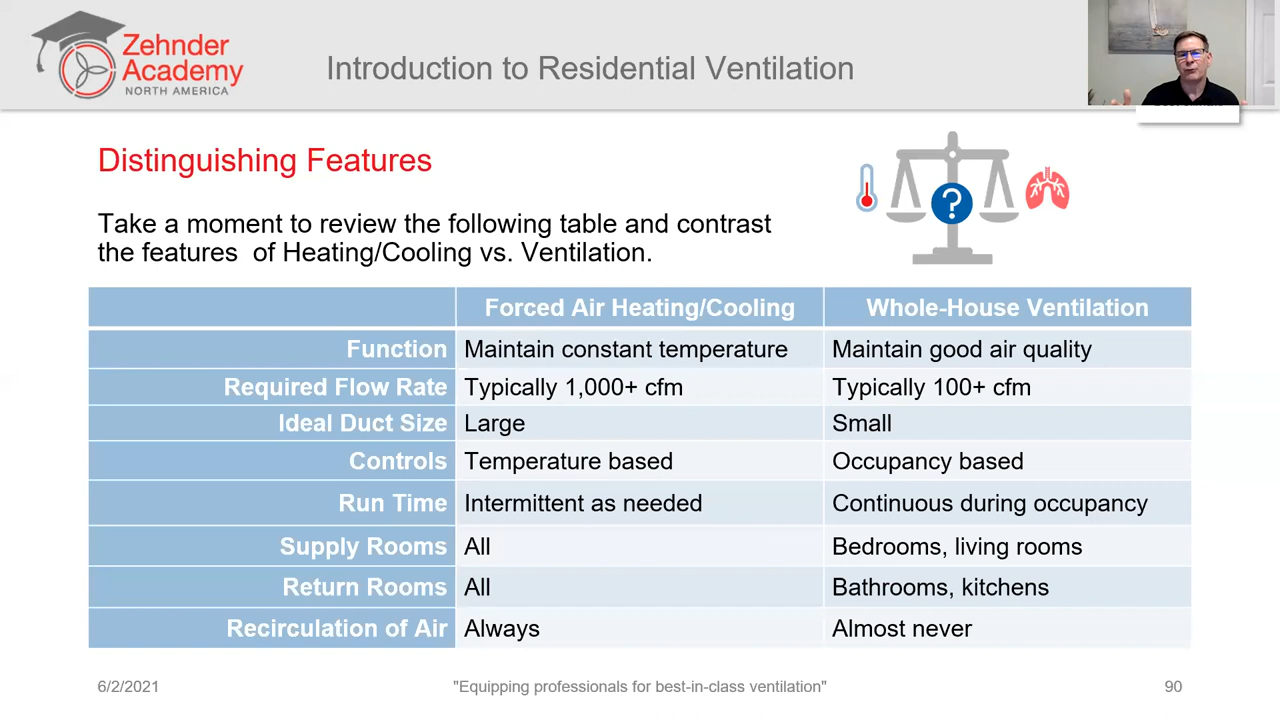 Zehnder
Academy
NORTH AMERICA
Introduction to Residential Ventilation
Distinguishing Features
Take a moment to review the following table and contrast
the features of Heating/Cooling vs. Ventilation.
?
Forced Air Heating/Cooling Whole-House Ventilation
Function Maintain constant temperature Maintain good air quality
Required Flow Rate Typically 1,000+ cfm Typically 100+ cfm
Ideal Duct Size Large Small
Controls Temperature based Occupancy based
Run Time Intermittent as needed Continuous during occupancy
Supply Rooms All Bedrooms, living rooms
Return Rooms All Bathrooms, kitchens
Recirculation of Air Always Almost never
6/2/2021 "Equipping professionals for best-in-class ventilation" 90